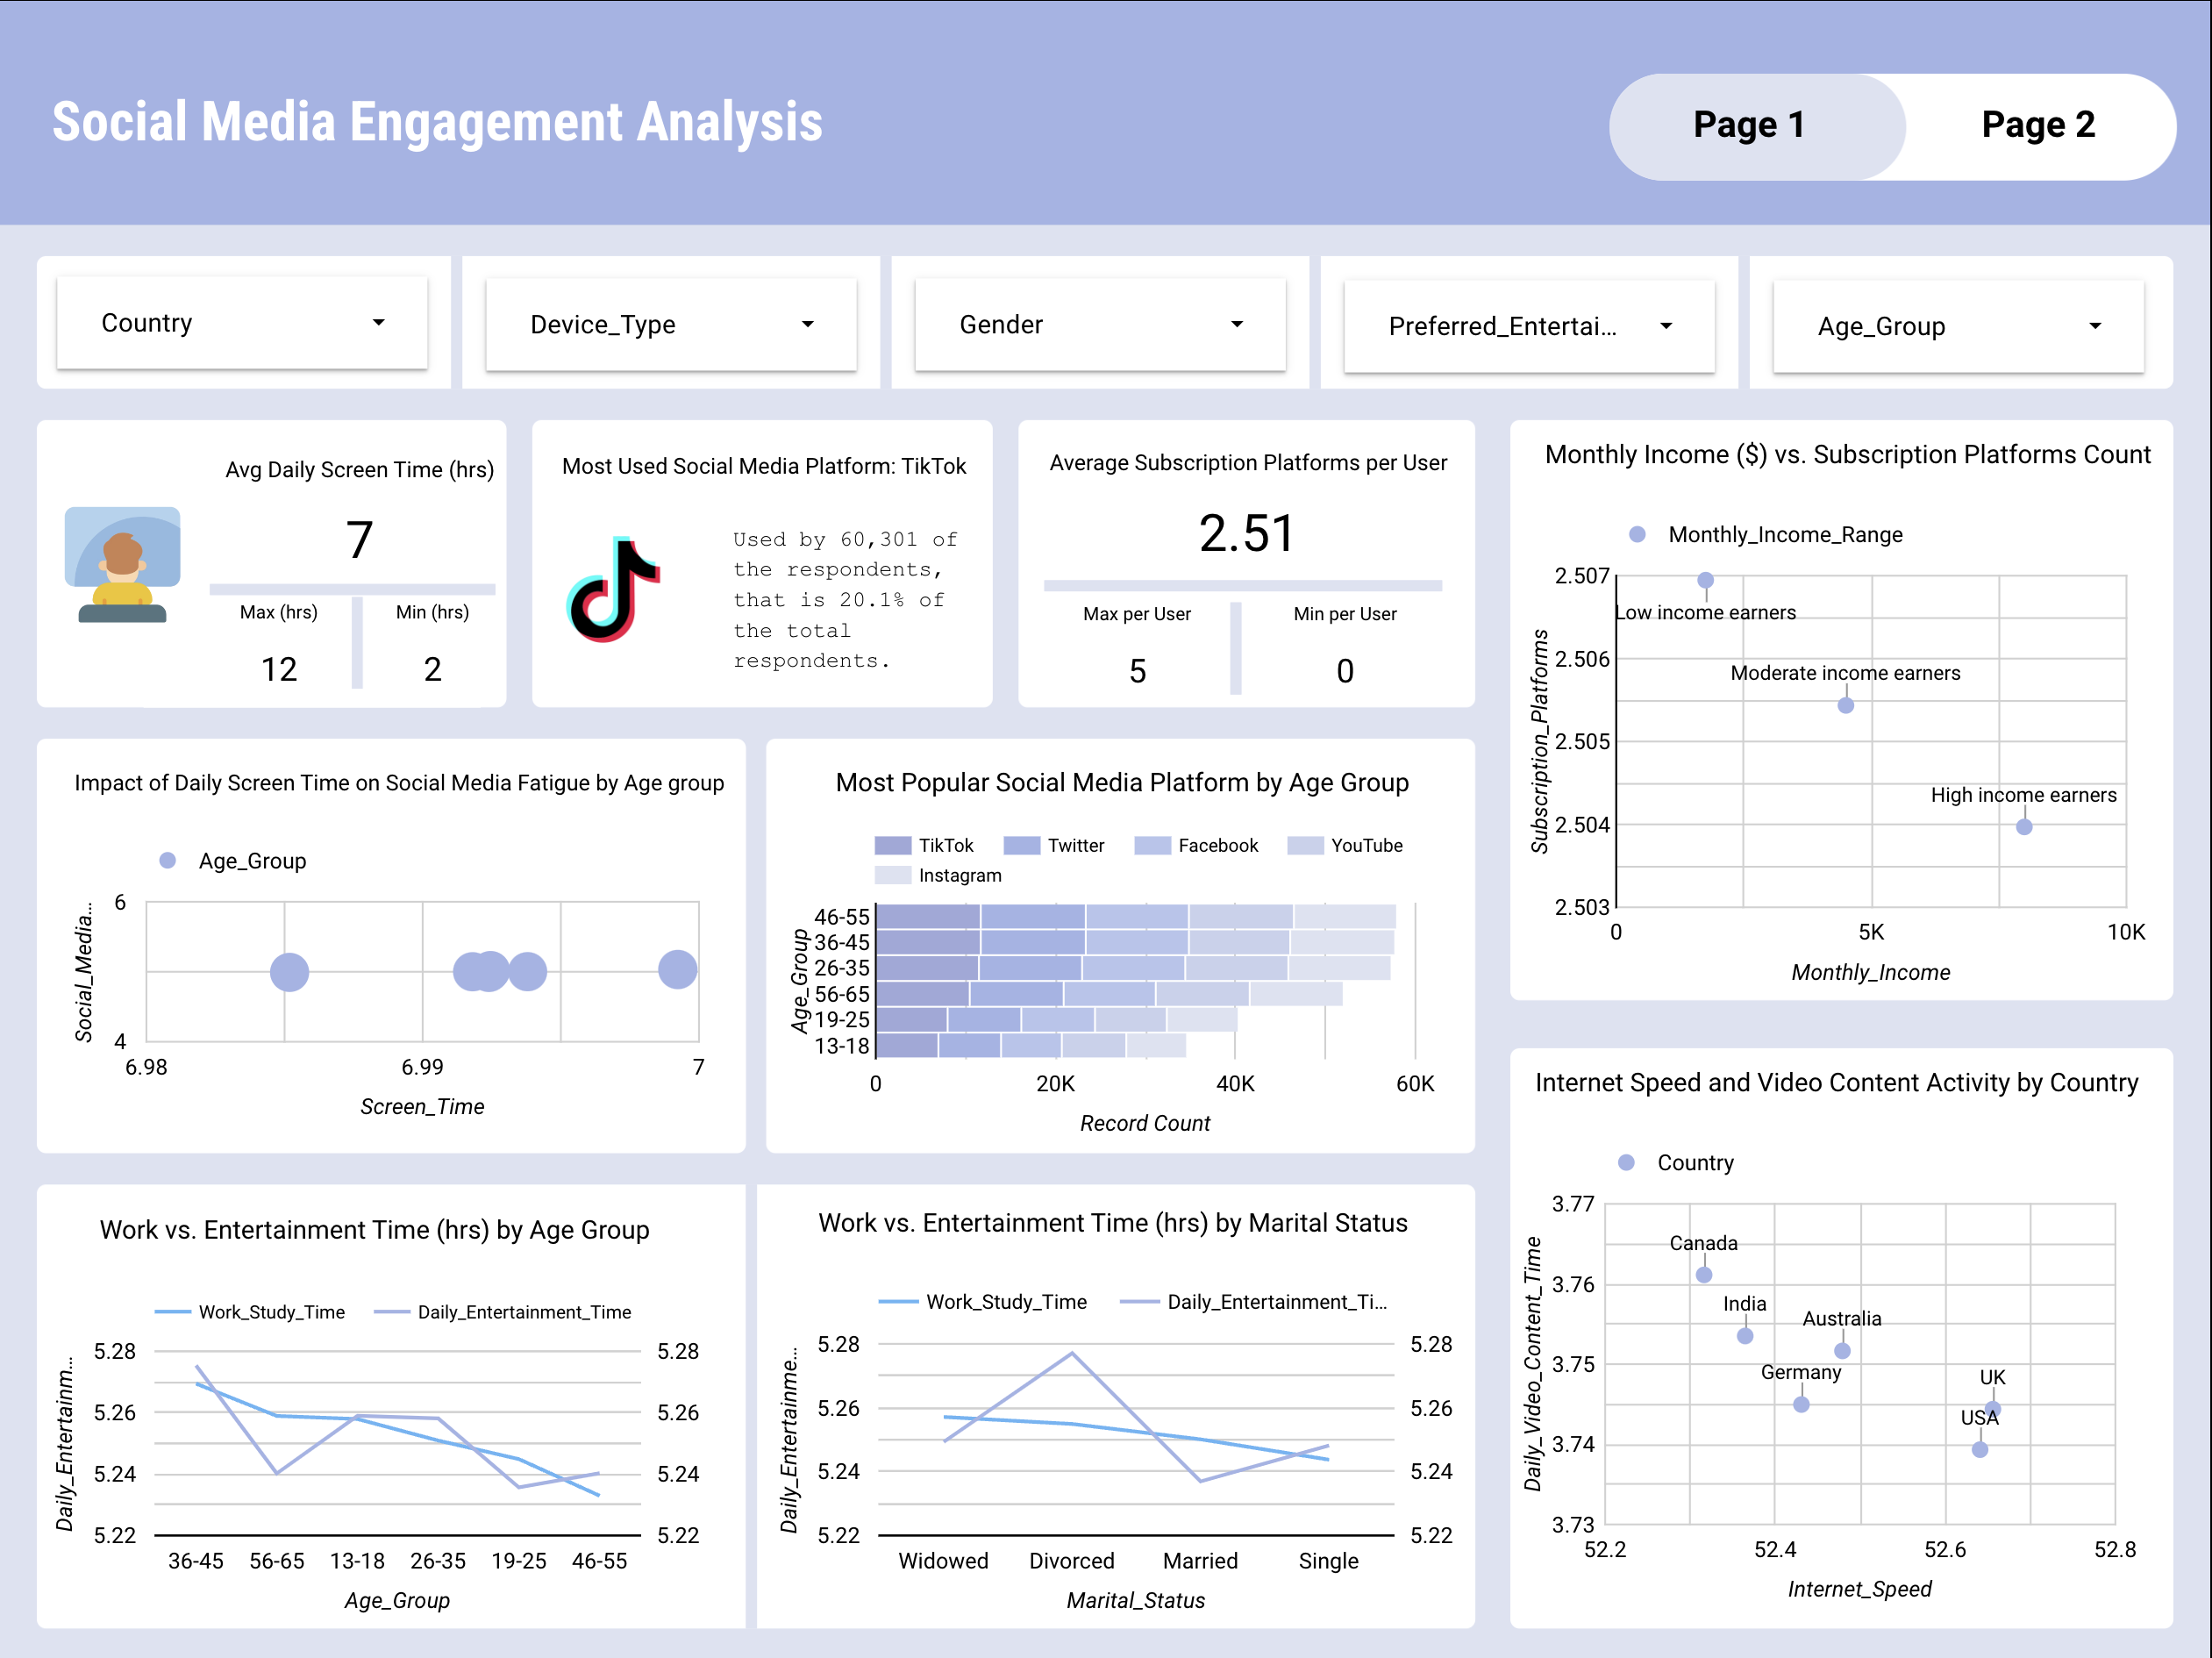 Social Media Engagement Analysis
Page 1
Page 2
Country
Device_Type
Gender
Preferred_Entertai...
Age_Group
Avg Daily Screen Time (hrs)
7
Max (hrs)
Min (hrs)
12
2
Most Used Social Media Platform: TikTok
Used by 60,301 of
the respondents,
that is 20.1% of
the total
respondents.
Average Subscription Platforms per User
2.51
Max per User
Min per User
5
0
Monthly Income ($) vs. Subscription Platforms Count
Monthly_Income_Range
2.507
2.506
2.505
2.504
2.503
Subscription_Platforms
Low income earners
Moderate income earners
High income earners
0
5K
10K
Monthly_Income
Impact of Daily Screen Time on Social Media Fatigue by Age group
Age_Group
6
4
Social_Media...
6.98
6.99
7
Screen_Time
Most Popular Social Media Platform by Age Group
TikTok
Twitter
Facebook
YouTube
Instagram
Age_Group
46-55
36-45
26-35
56-65
19-25
13-18
0
20K
40K
60K
Record Count
Internet Speed and Video Content Activity by Country
Country
3.77
3.76
3.75
3.74
3.73
Daily_Video_Content_Time
Canada
India
Australia
Germany
UK
USA
52.2
52.4
52.6
52.8
Internet_Speed
Work vs. Entertainment Time (hrs) by Age Group
Work_Study_Time
Daily_Entertainment_Time
Daily_Entertainm...
5.28
5.26
5.24
5.22
5.28
5.26
5.24
5.22
36-45
56-65
13-18
26-35
19-25
46-55
Age_Group
Work vs. Entertainment Time (hrs) by Marital Status
Work_Study_Time
Daily_Entertainment_Ti...
Daily_Entertainme...
5.28
5.26
5.24
5.22
5.28
5.26
5.24
5.22
Widowed
Divorced
Married
Single
Marital_Status